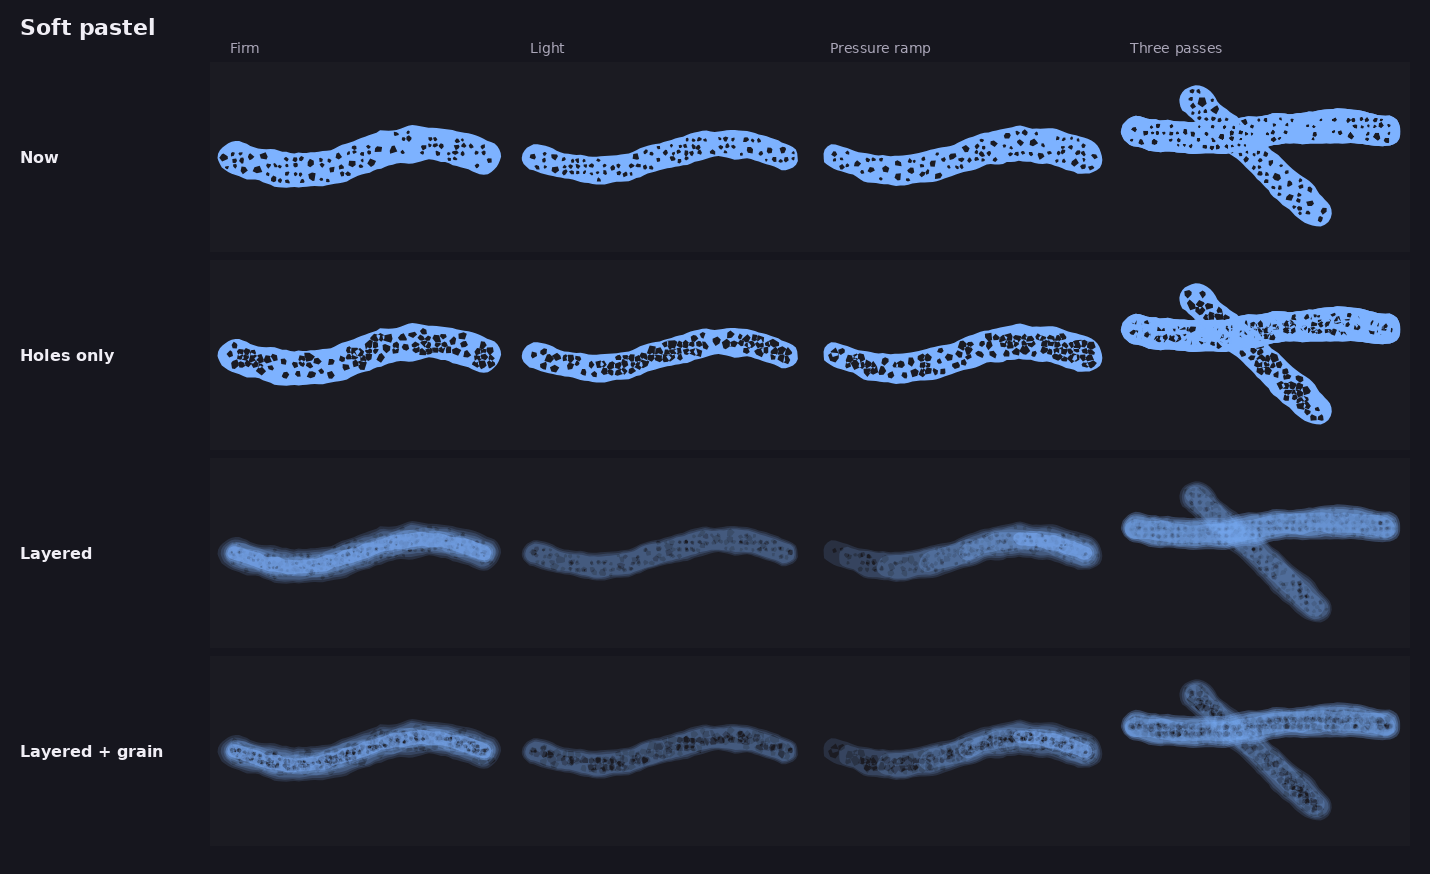 Soft pastel
Firm
Light
Pressure ramp
Three passes
Now
Holes only
Layered
Layered + grain